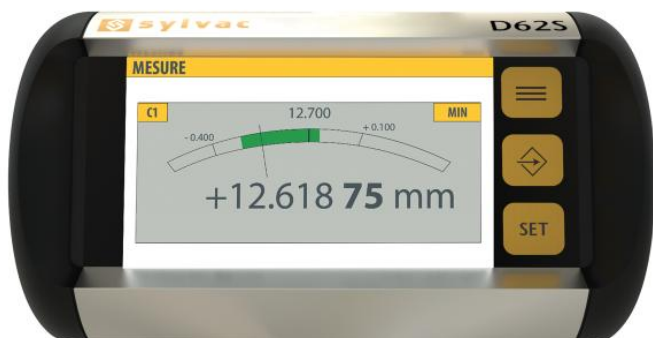 sylvac D62S
MESURE
C1 12.700 MIN
- 0.400 + 0.100
+12.618 75 mm
SET